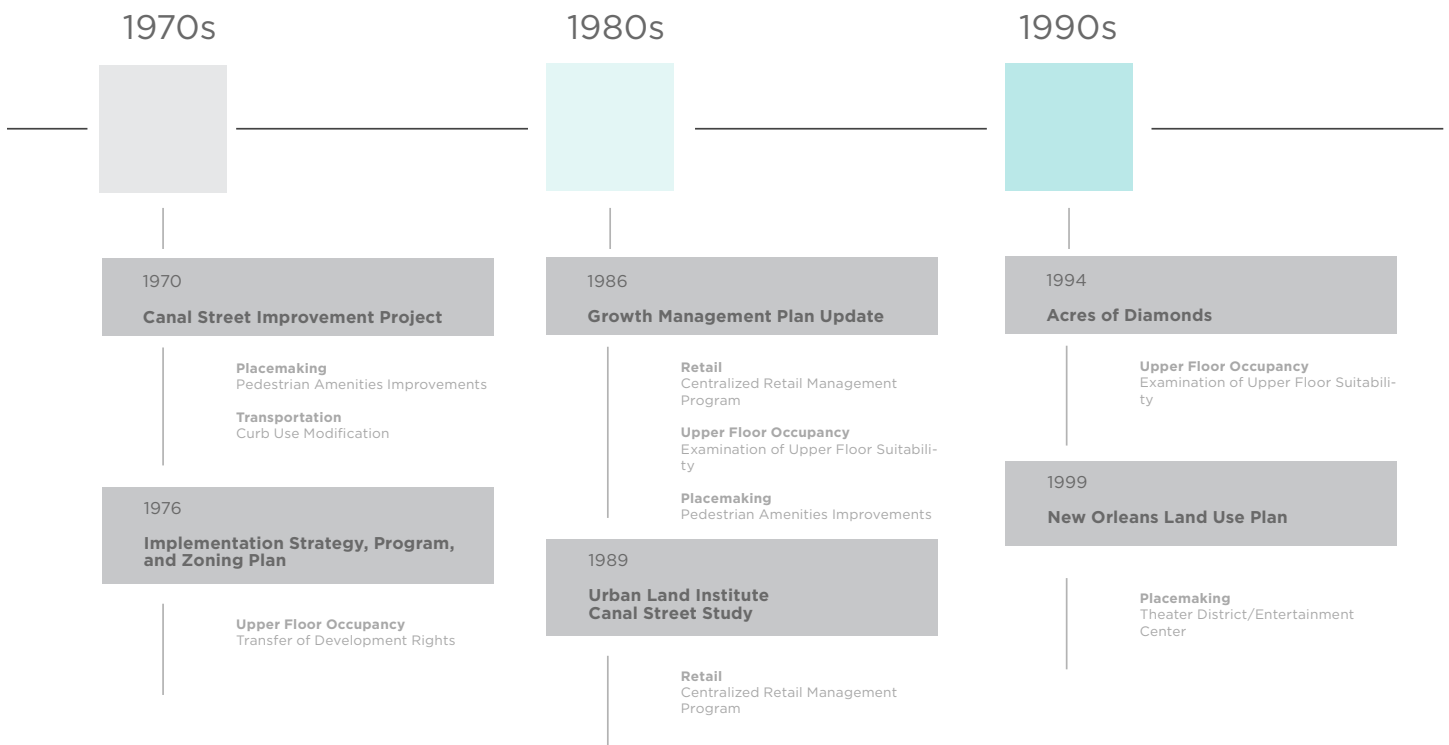 1970s
1970
Canal Street Improvement Project
Placemaking
Pedestrian Amenities Improvements
Transportation
Curb Use Modification
1976
Implementation Strategy, Program,
and Zoning Plan
Upper Floor Occupancy
Transfer of Development Rights
1980s
1986
Growth Management Plan Update
Retail
Centralized Retail Management
Program
Upper Floor Occupancy
Examination of Upper Floor Suitabili-
ty
Placemaking
Pedestrian Amenities Improvements
1989
Urban Land Institute
Canal Street Study
Retail
Centralized Retail Management
Program
1990s
1994
Acres of Diamonds
Upper Floor Occupancy
Examination of Upper Floor Suitabili-
ty
1999
New Orleans Land Use Plan
Placemaking
Theater District/Entertainment
Center